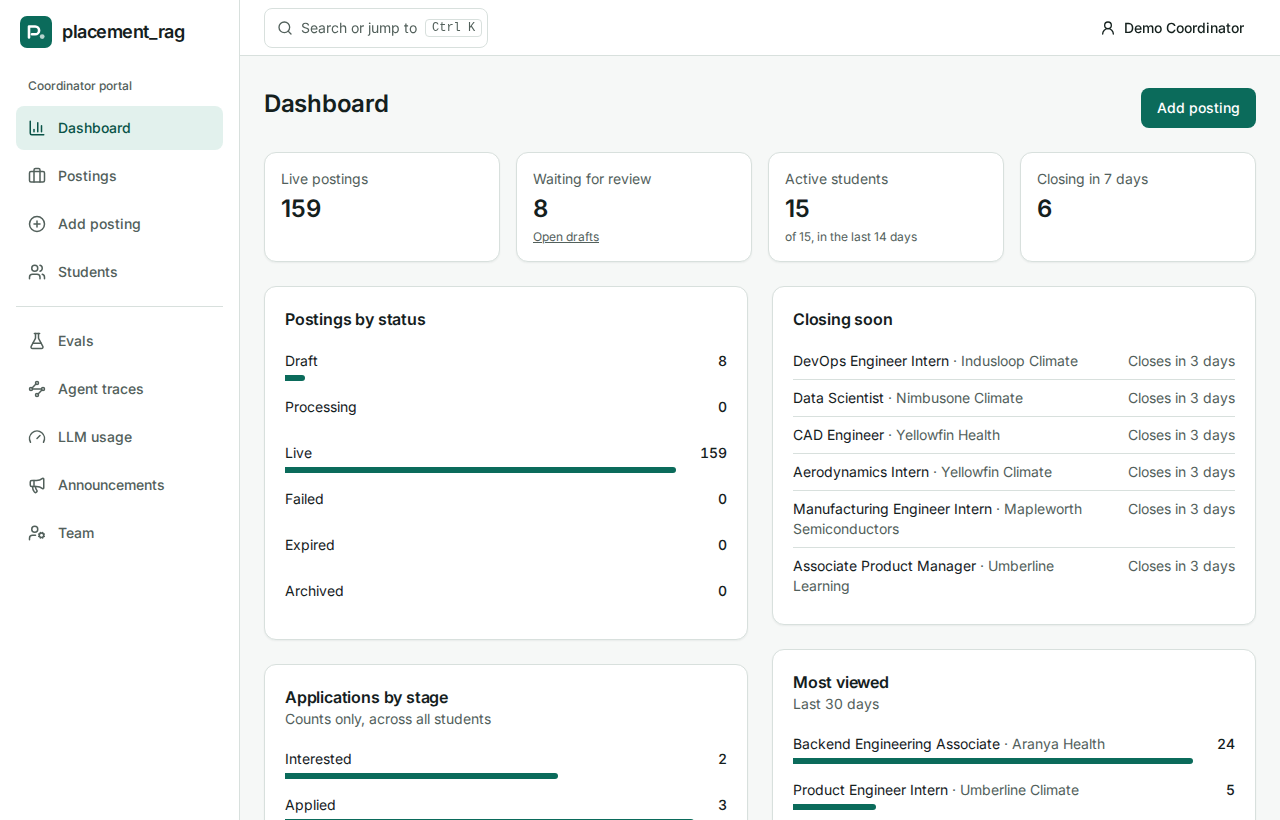 placement_rag
Search or jump to
Ctrl K
Demo Coordinator
Coordinator portal
Dashboard
Postings
Add posting
Students
Evals
Agent traces
LLM usage
Announcements
Team
Dashboard
Add posting
Live postings
159
Waiting for review
8
Open drafts
Active students
15
of 15, in the last 14 days
Closing in 7 days
6
Postings by status
Draft 8
Processing 0
Live 159
Failed 0
Expired 0
Archived 0
Closing soon
DevOps Engineer Intern · Indusloop Climate Closes in 3 days
Data Scientist · Nimbusone Climate Closes in 3 days
CAD Engineer · Yellowfin Health Closes in 3 days
Aerodynamics Intern · Yellowfin Climate Closes in 3 days
Manufacturing Engineer Intern · Mapleworth Closes in 3 days
Semiconductors
Associate Product Manager · Umberline Closes in 3 days
Learning
Applications by stage
Counts only, across all students
Interested 2
Applied 3
Most viewed
Last 30 days
Backend Engineering Associate · Aranya Health 24
Product Engineer Intern · Umberline Climate 5